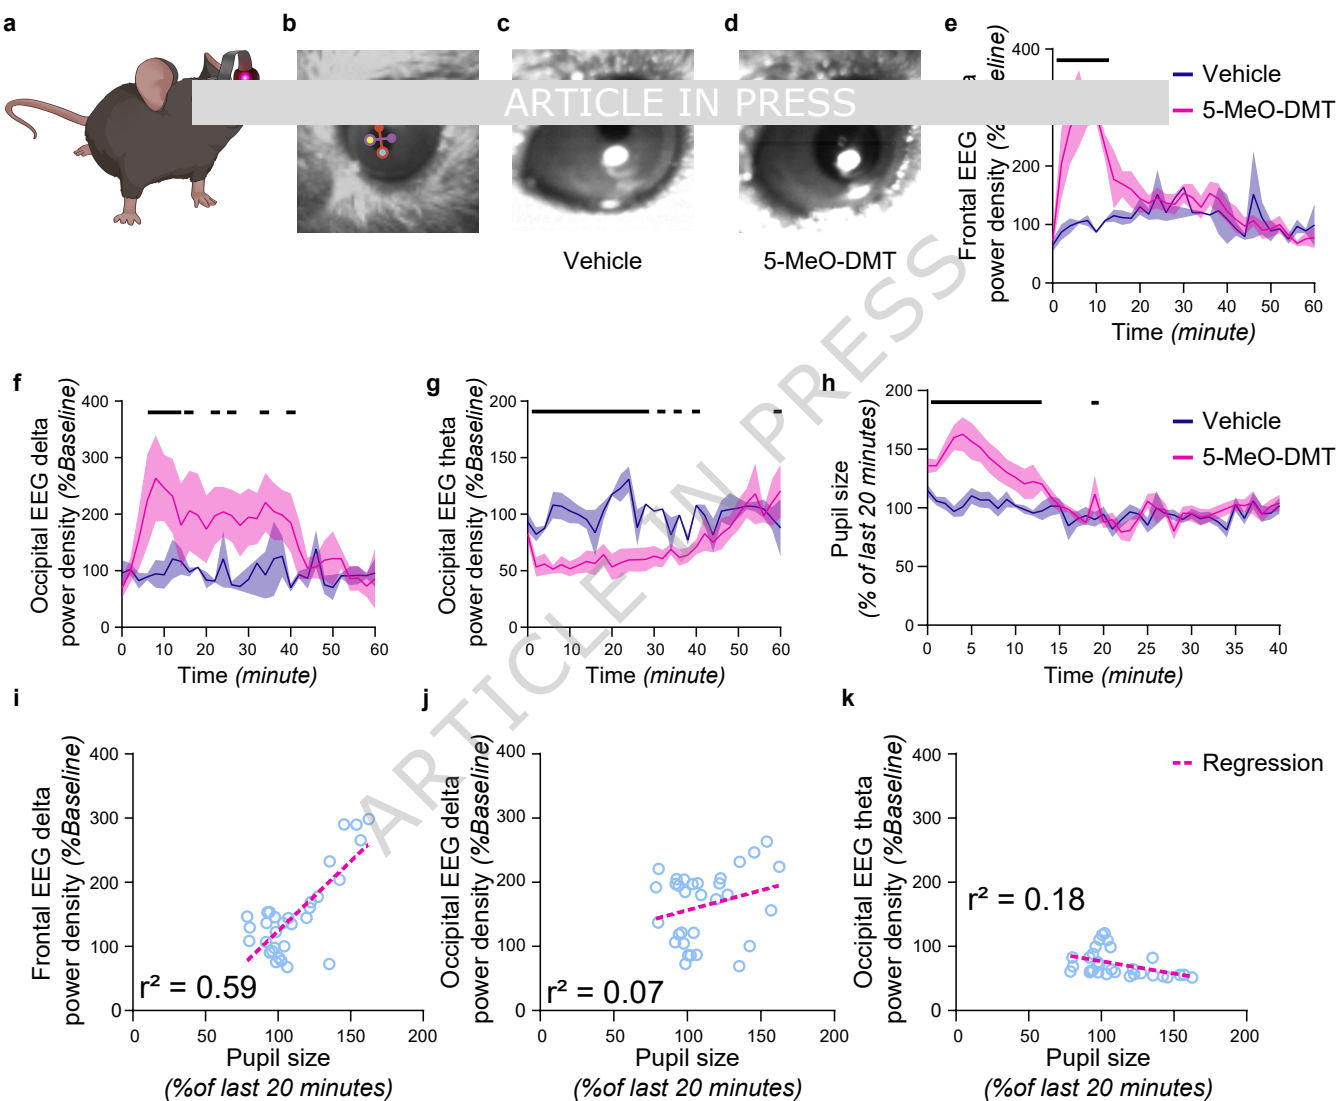 a
b
c
d
e
ARTICLE IN PRESS
Vehicle
5-MeO-DMT
Frontal EEG
power density (%Baseline)
400
200
100
0
0 10 20 30 40 50 60
Time (minute)
Vehicle
5-MeO-DMT
f
Occipital EEG delta
power density (%Baseline)
400
300
200
100
0
0 10 20 30 40 50 60
Time (minute)
g
Occipital EEG theta
power density (%Baseline)
200
150
100
50
0
0 10 20 30 40 50 60
Time (minute)
h
Pupil size
(% of last 20 minutes)
200
150
100
50
0
0 5 10 15 20 25 30 35 40
Time (minute)
Vehicle
5-MeO-DMT
ARTICLE IN PRESS
i
Frontal EEG delta
power density (%Baseline)
400
300
200
100
0
r² = 0.59
0 50 100 150 200
Pupil size
(%of last 20 minutes)
j
Occipital EEG delta
power density (%Baseline)
400
300
200
100
0
r² = 0.07
0 50 100 150 200
Pupil size
(%of last 20 minutes)
k
Occipital EEG theta
power density (%Baseline)
400
300
200
100
0
r² = 0.18
0 50 100 150 200
Pupil size
(%of last 20 minutes)
Regression